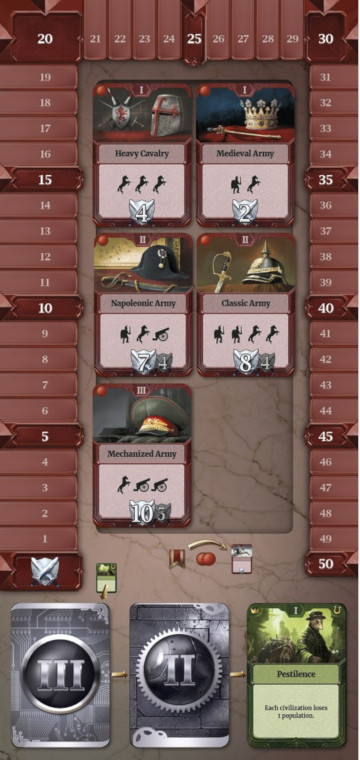 20 21 22 23 24 25 26 27 28 29 30
19 31
18 32
17 33
16 34
15 35
14 36
13 37
12 38
11 39
10 40
9 41
8 42
7 43
6 44
5 45
4 46
3 47
2 48
1 49
50
I I
Heavy Cavalry Medieval Army
4 2
II II
Napoleonic Army Classic Army
7 4 8 4
III
Mechanized Army
10 5
III II I
Pestilence
Each civilization loses
1 population.